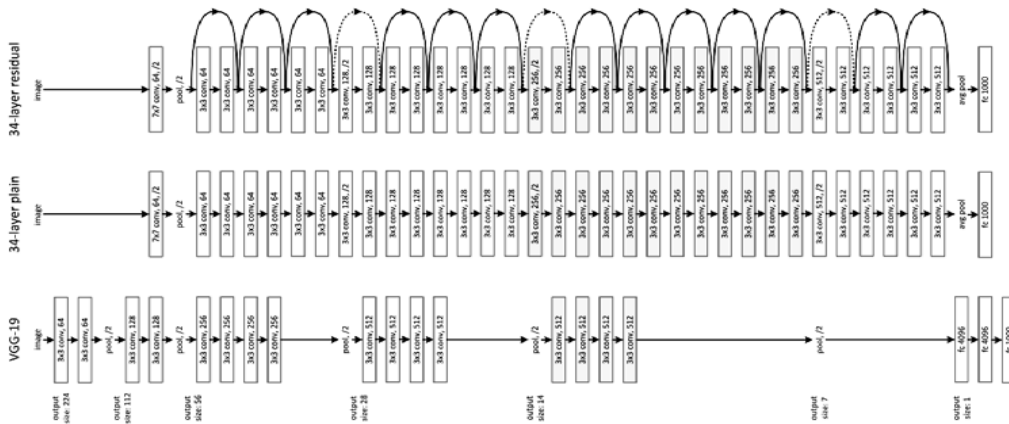 34-layer residual
image
7x7 conv, 64, /2
pool, /2
3x3 conv, 64
3x3 conv, 64
3x3 conv, 64
3x3 conv, 64
3x3 conv, 64
3x3 conv, 64
3x3 conv, 128, /2
3x3 conv, 128
3x3 conv, 128
3x3 conv, 128
3x3 conv, 128
3x3 conv, 128
3x3 conv, 128
3x3 conv, 128
3x3 conv, 256, /2
3x3 conv, 256
3x3 conv, 256
3x3 conv, 256
3x3 conv, 256
3x3 conv, 256
3x3 conv, 256
3x3 conv, 256
3x3 conv, 256
3x3 conv, 256
3x3 conv, 256
3x3 conv, 256
3x3 conv, 512, /2
3x3 conv, 512
3x3 conv, 512
3x3 conv, 512
3x3 conv, 512
3x3 conv, 512
avg pool
fc 1000
34-layer plain
image
7x7 conv, 64, /2
pool, /2
3x3 conv, 64
3x3 conv, 64
3x3 conv, 64
3x3 conv, 64
3x3 conv, 64
3x3 conv, 64
3x3 conv, 128, /2
3x3 conv, 128
3x3 conv, 128
3x3 conv, 128
3x3 conv, 128
3x3 conv, 128
3x3 conv, 128
3x3 conv, 128
3x3 conv, 256, /2
3x3 conv, 256
3x3 conv, 256
3x3 conv, 256
3x3 conv, 256
3x3 conv, 256
3x3 conv, 256
3x3 conv, 256
3x3 conv, 256
3x3 conv, 256
3x3 conv, 256
3x3 conv, 256
3x3 conv, 512, /2
3x3 conv, 512
3x3 conv, 512
3x3 conv, 512
3x3 conv, 512
3x3 conv, 512
avg pool
fc 1000
VGG-19
image
3x3 conv, 64
3x3 conv, 64
pool, /2
3x3 conv, 128
3x3 conv, 128
pool, /2
3x3 conv, 256
3x3 conv, 256
3x3 conv, 256
3x3 conv, 256
pool, /2
3x3 conv, 512
3x3 conv, 512
3x3 conv, 512
3x3 conv, 512
pool, /2
3x3 conv, 512
3x3 conv, 512
3x3 conv, 512
3x3 conv, 512
pool, /2
fc 4096
fc 4096
output
size: 224
output
size: 112
output
size: 56
output
size: 28
output
size: 14
output
size: 7
output
size: 1